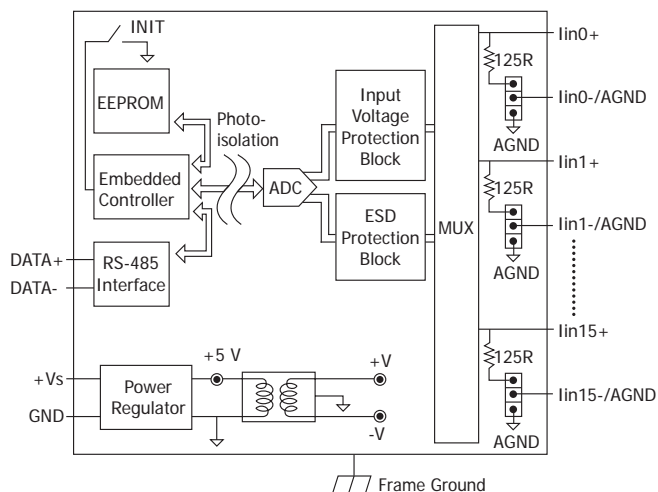 INIT
EEPROM
Photo-
isolation
Embedded
Controller
DATA+
DATA-
RS-485
Interface
ADC
Input
Voltage
Protection
Block
ESD
Protection
Block
MUX
Iin0+
125R
Iin0-/AGND
AGND
Iin1+
125R
Iin1-/AGND
AGND
Iin15+
125R
Iin15-/AGND
AGND
+Vs
GND
Power
Regulator
+5 V
+V
-V
Frame Ground